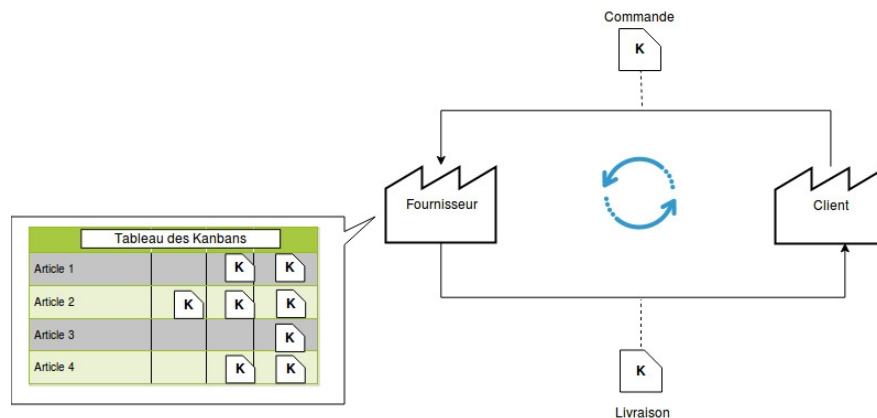 Commande
K
Fournisseur
Client
Tableau des Kanbans
Article 1
K
K
Article 2
K
K
K
Article 3
K
Article 4
K
K
K
Livraison